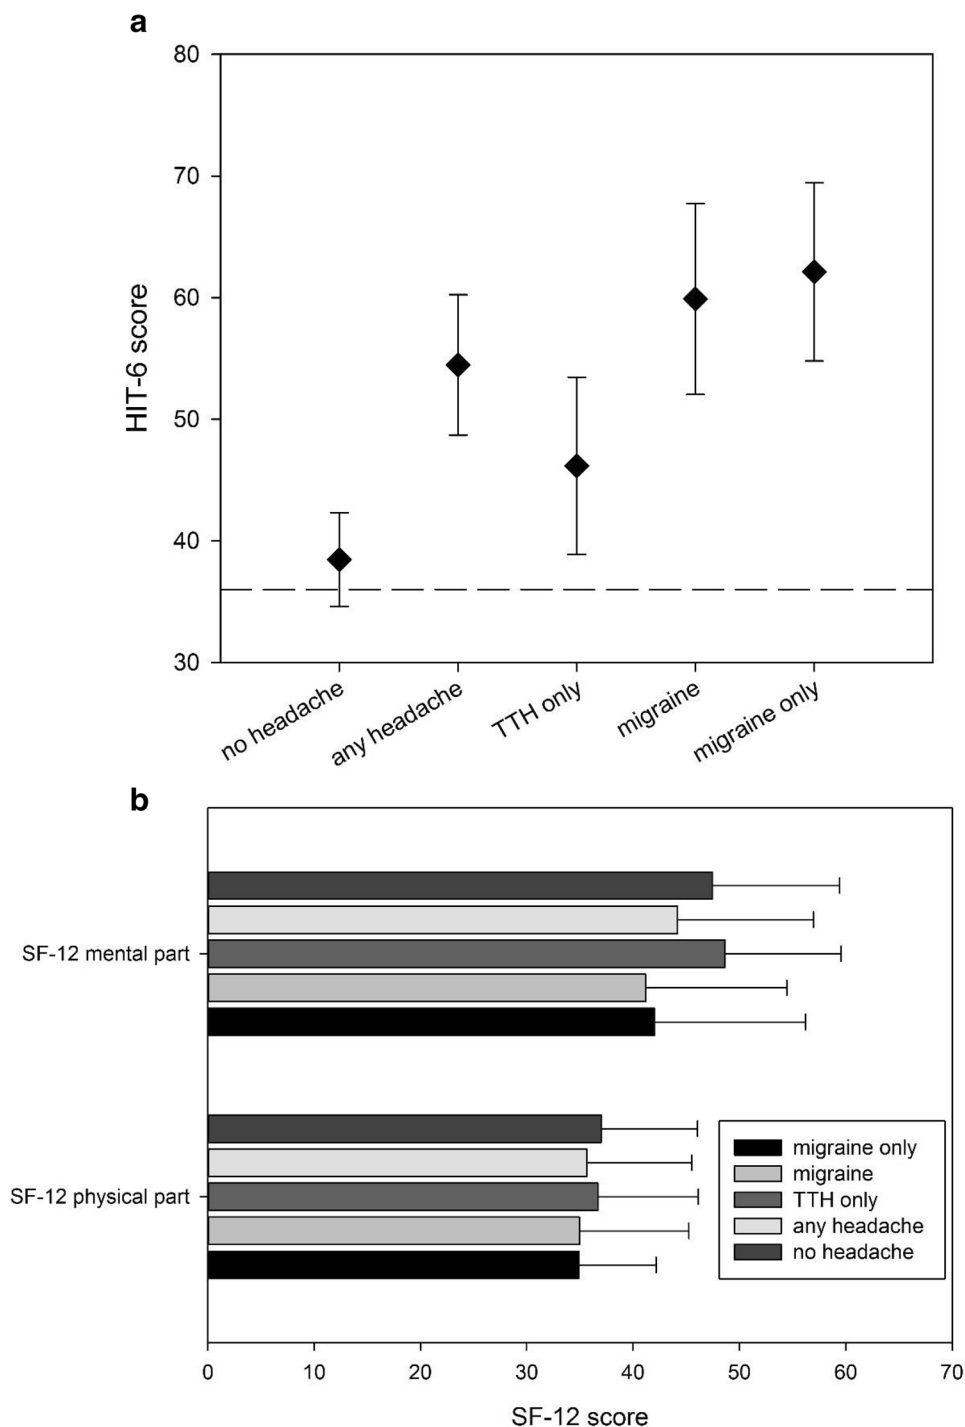 a
80
70
60
50
40
30
HIT-6 score
no headache
any headache
TTH only
migraine
migraine only
b
SF-12 mental part
SF-12 physical part
migraine only
migraine
TTH only
any headache
no headache
0 10 20 30 40 50 60 70
SF-12 score